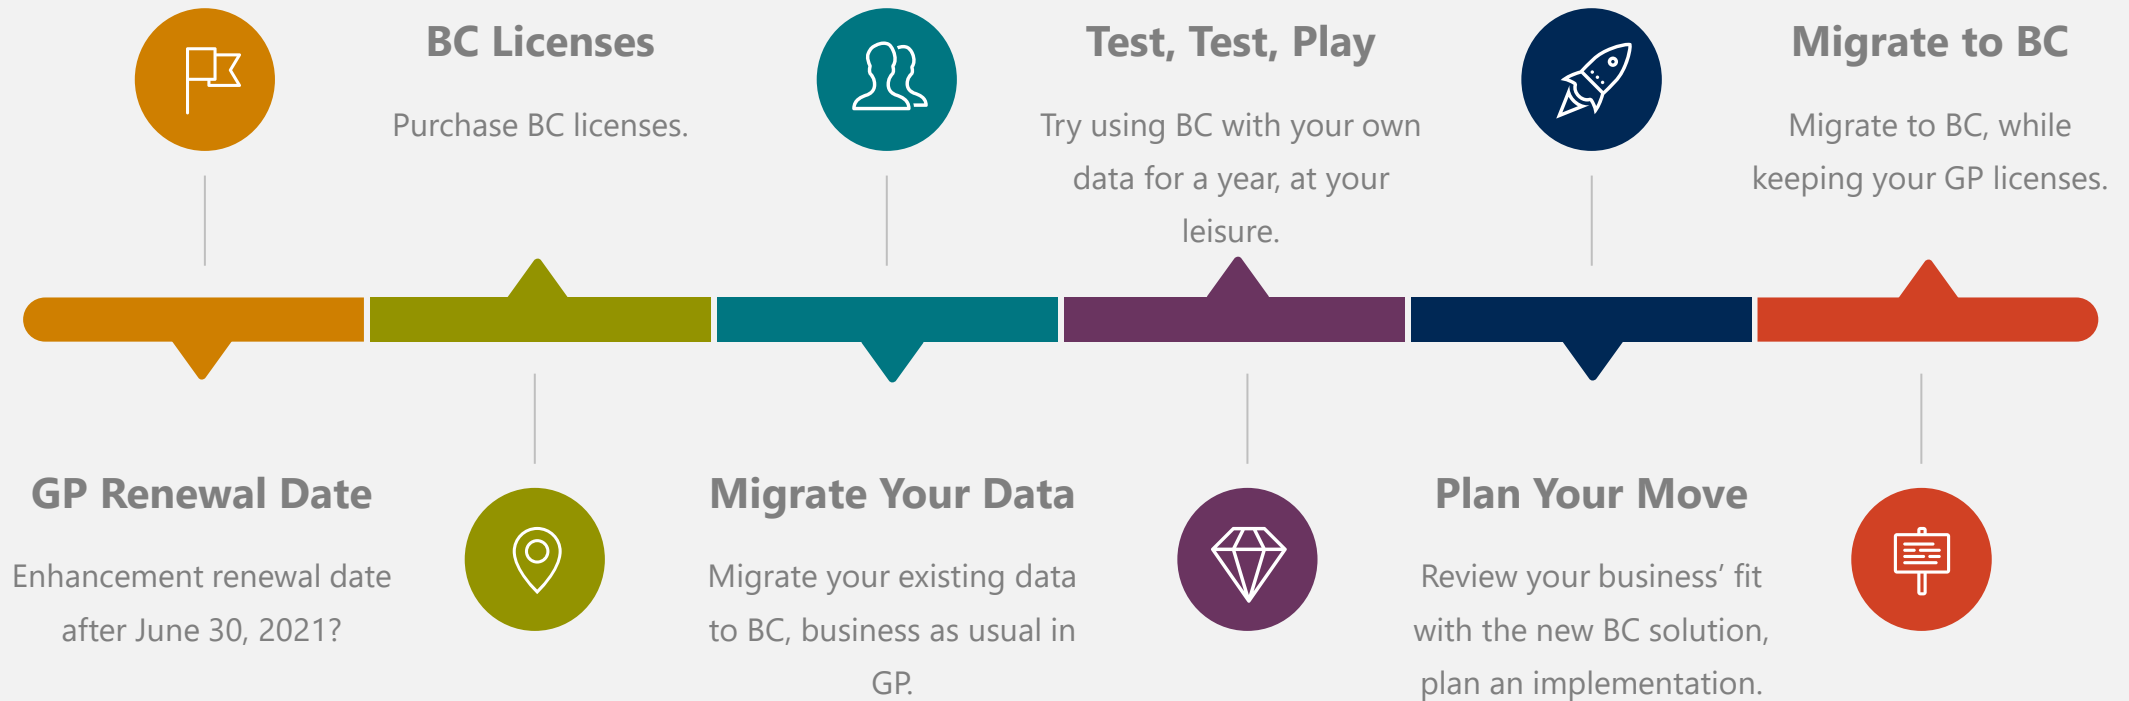 GP Renewal Date
Enhancement renewal date
after June 30, 2021?
BC Licenses
Purchase BC licenses.
Migrate Your Data
Migrate your existing data
to BC, business as usual in
GP.
Test, Test, Play
Try using BC with your own
data for a year, at your
leisure.
Plan Your Move
Review your business’ fit
with the new BC solution,
plan an implementation.
Migrate to BC
Migrate to BC, while
keeping your GP licenses.